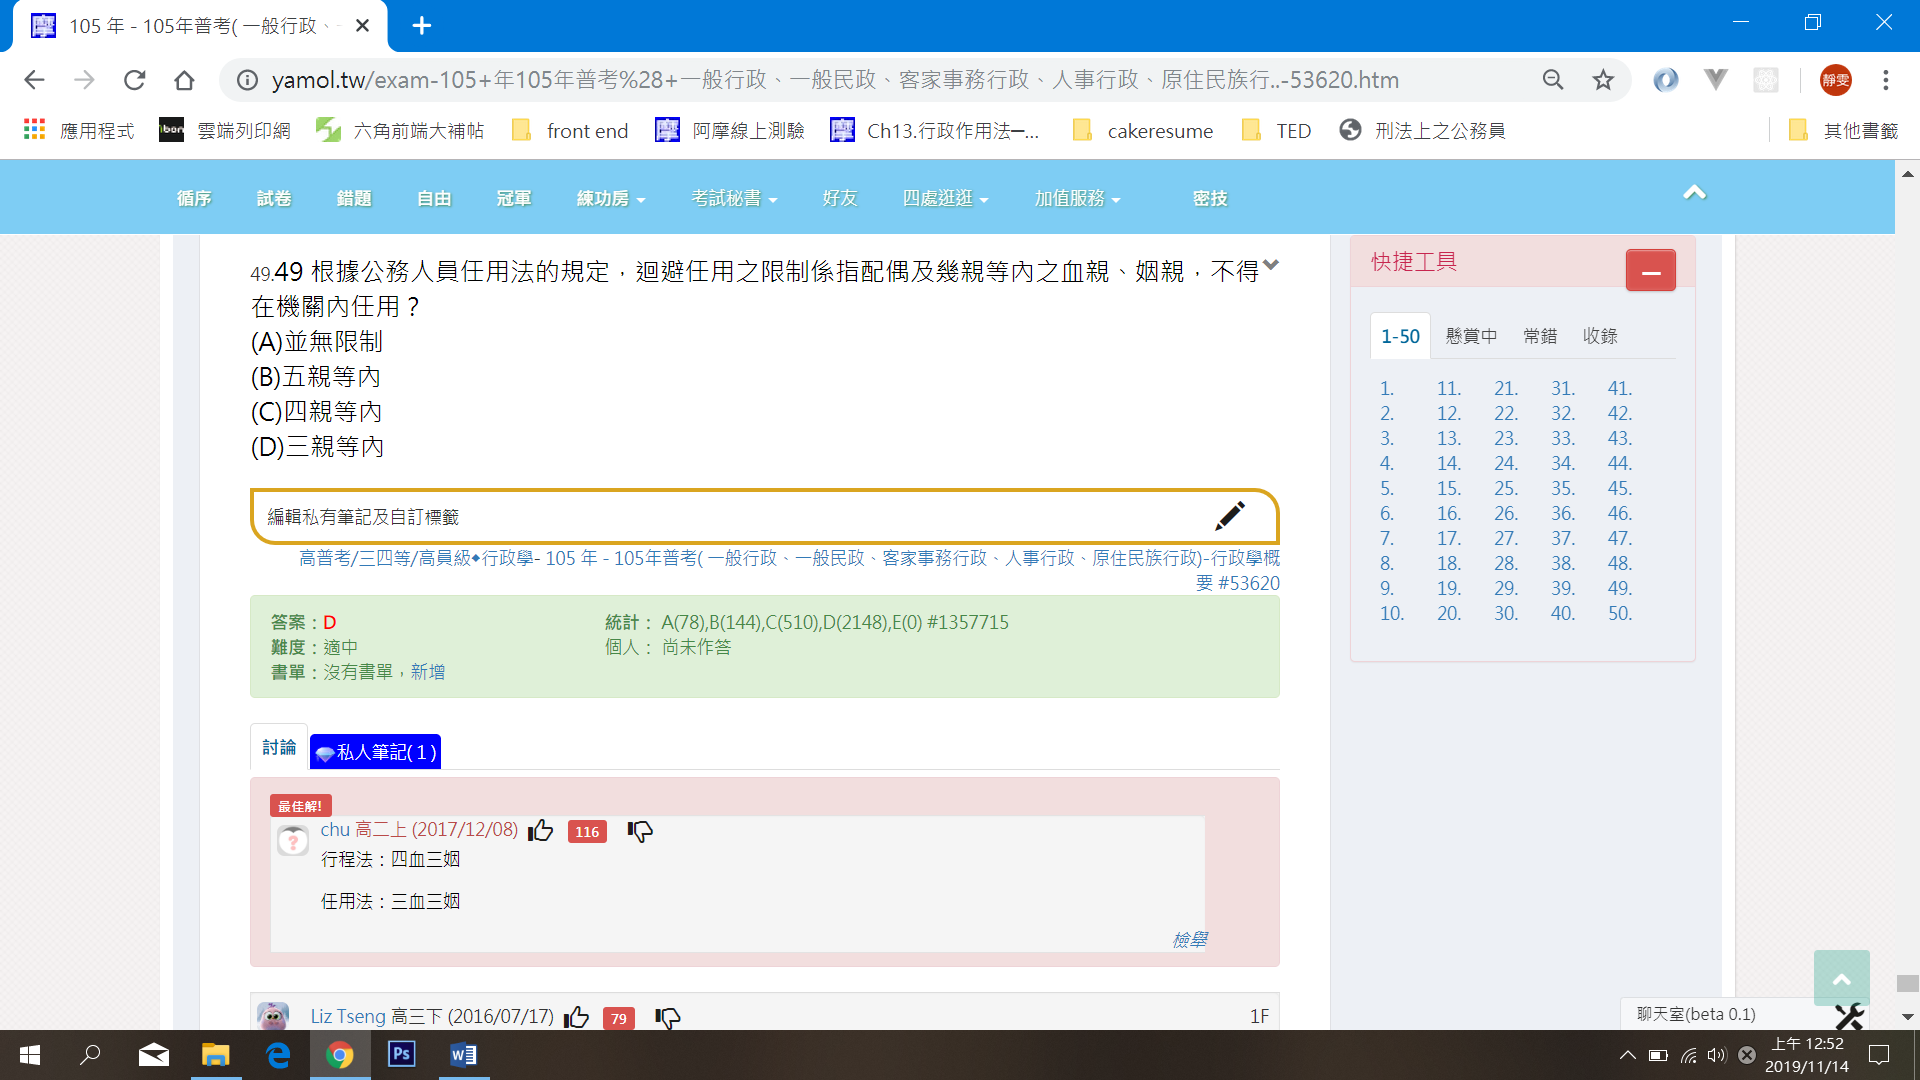 105 年 - 105年普考( 一般行政、
yamol.tw/exam-105+年105年普考%28+一般行政、一般民政、客家事務行政、人事行政、原住民族行..-53620.htm
靜雯
應用程式 ibon 雲端列印網 六角前端大補帖 front end 摩 阿摩線上測驗 摩 Ch13.行政作用法─... cakeresume TED 刑法上之公務員 其他書籤
循序 試卷 錯題 自由 冠軍 練功房 考試秘書 好友 四處逛逛 加值服務 密技
49.49 根據公務人員任用法的規定，迴避任用之限制係指配偶及幾親等內之血親、姻親，不得
在機關內任用？
(A)並無限制
(B)五親等內
(C)四親等內
(D)三親等內
編輯私有筆記及自訂標籤
高普考/三四等/高員級◆行政學- 105 年 - 105年普考( 一般行政、一般民政、客家事務行政、人事行政、原住民族行政)-行政學概
要 #53620
答案：D
難度：適中
書單：沒有書單，新增
統計： A(78),B(144),C(510),D(2148),E(0) #1357715
個人： 尚未作答
討論 私人筆記( 1 )
最佳解!
chu 高二上 (2017/12/08) 116
行程法：四血三姻
任用法：三血三姻
檢舉
Liz Tseng 高三下 (2016/07/17) 79 1F
快捷工具
1-50 懸賞中 常錯 收錄
1. 11. 21. 31. 41.
2. 12. 22. 32. 42.
3. 13. 23. 33. 43.
4. 14. 24. 34. 44.
5. 15. 25. 35. 45.
6. 16. 26. 36. 46.
7. 17. 27. 37. 47.
8. 18. 28. 38. 48.
9. 19. 29. 39. 49.
10. 20. 30. 40. 50.
聊天室(beta 0.1)
Ps
上午 12:52
2019/11/14